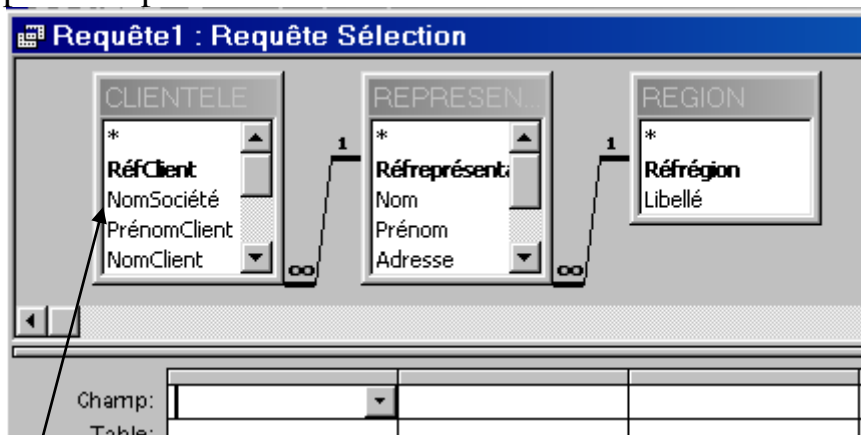 Requête1 : Requête Sélection
CLIENTELE
*
RéfClient
NomSociété
PrénomClient
NomClient
REPRESEN...
*
Réfreprésenta
Nom
Prénom
Adresse
REGION
*
Réfrégion
Libellé
1
∞
1
∞
Champ:
Table: